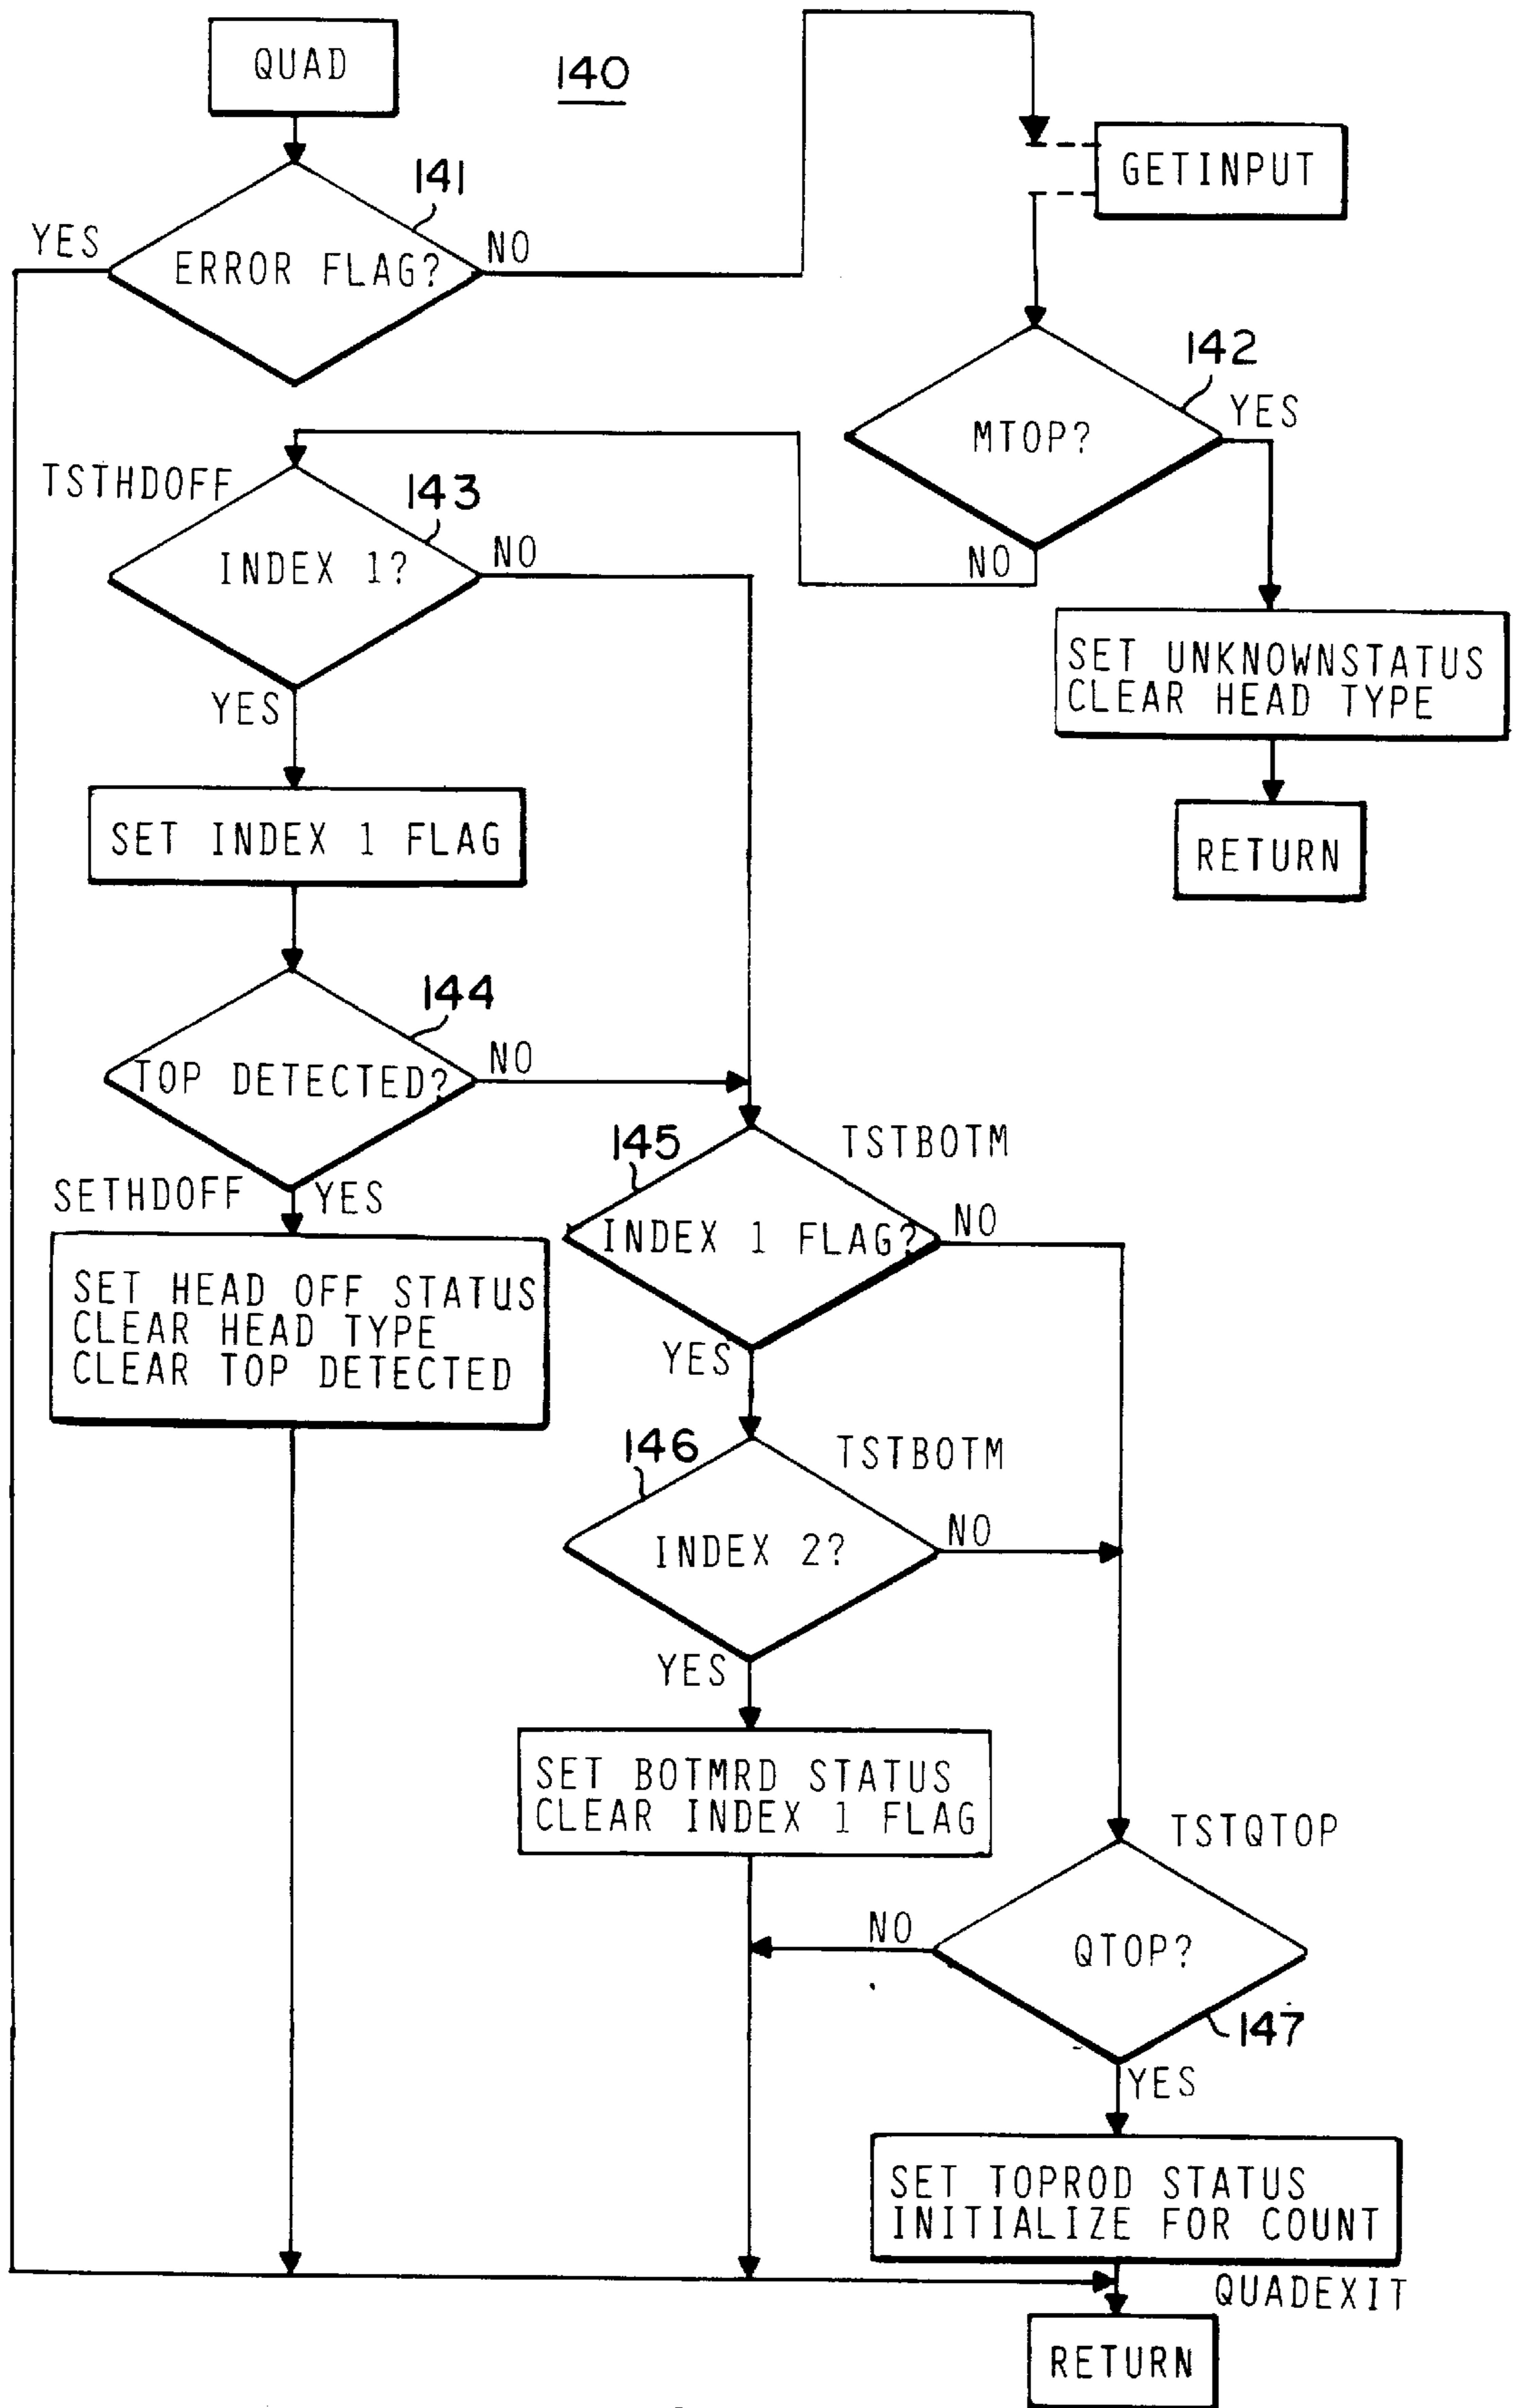 QUAD
140
141
YES
ERROR FLAG?
NO
GETINPUT
142
MTOP?
YES
NO
SET UNKNOWNSTATUS
CLEAR HEAD TYPE
RETURN
TSTHDOFF
143
INDEX 1?
NO
YES
SET INDEX 1 FLAG
144
TOP DETECTED?
NO
SETHDOFF
YES
SET HEAD OFF STATUS
CLEAR HEAD TYPE
CLEAR TOP DETECTED
145
TSTBOTM
INDEX 1 FLAG?
NO
YES
146
TSTBOTM
INDEX 2?
NO
YES
SET BOTMRD STATUS
CLEAR INDEX 1 FLAG
TSTQTOP
NO
QTOP?
147
YES
SET TOPROD STATUS
INITIALIZE FOR COUNT
QUADEXIT
RETURN